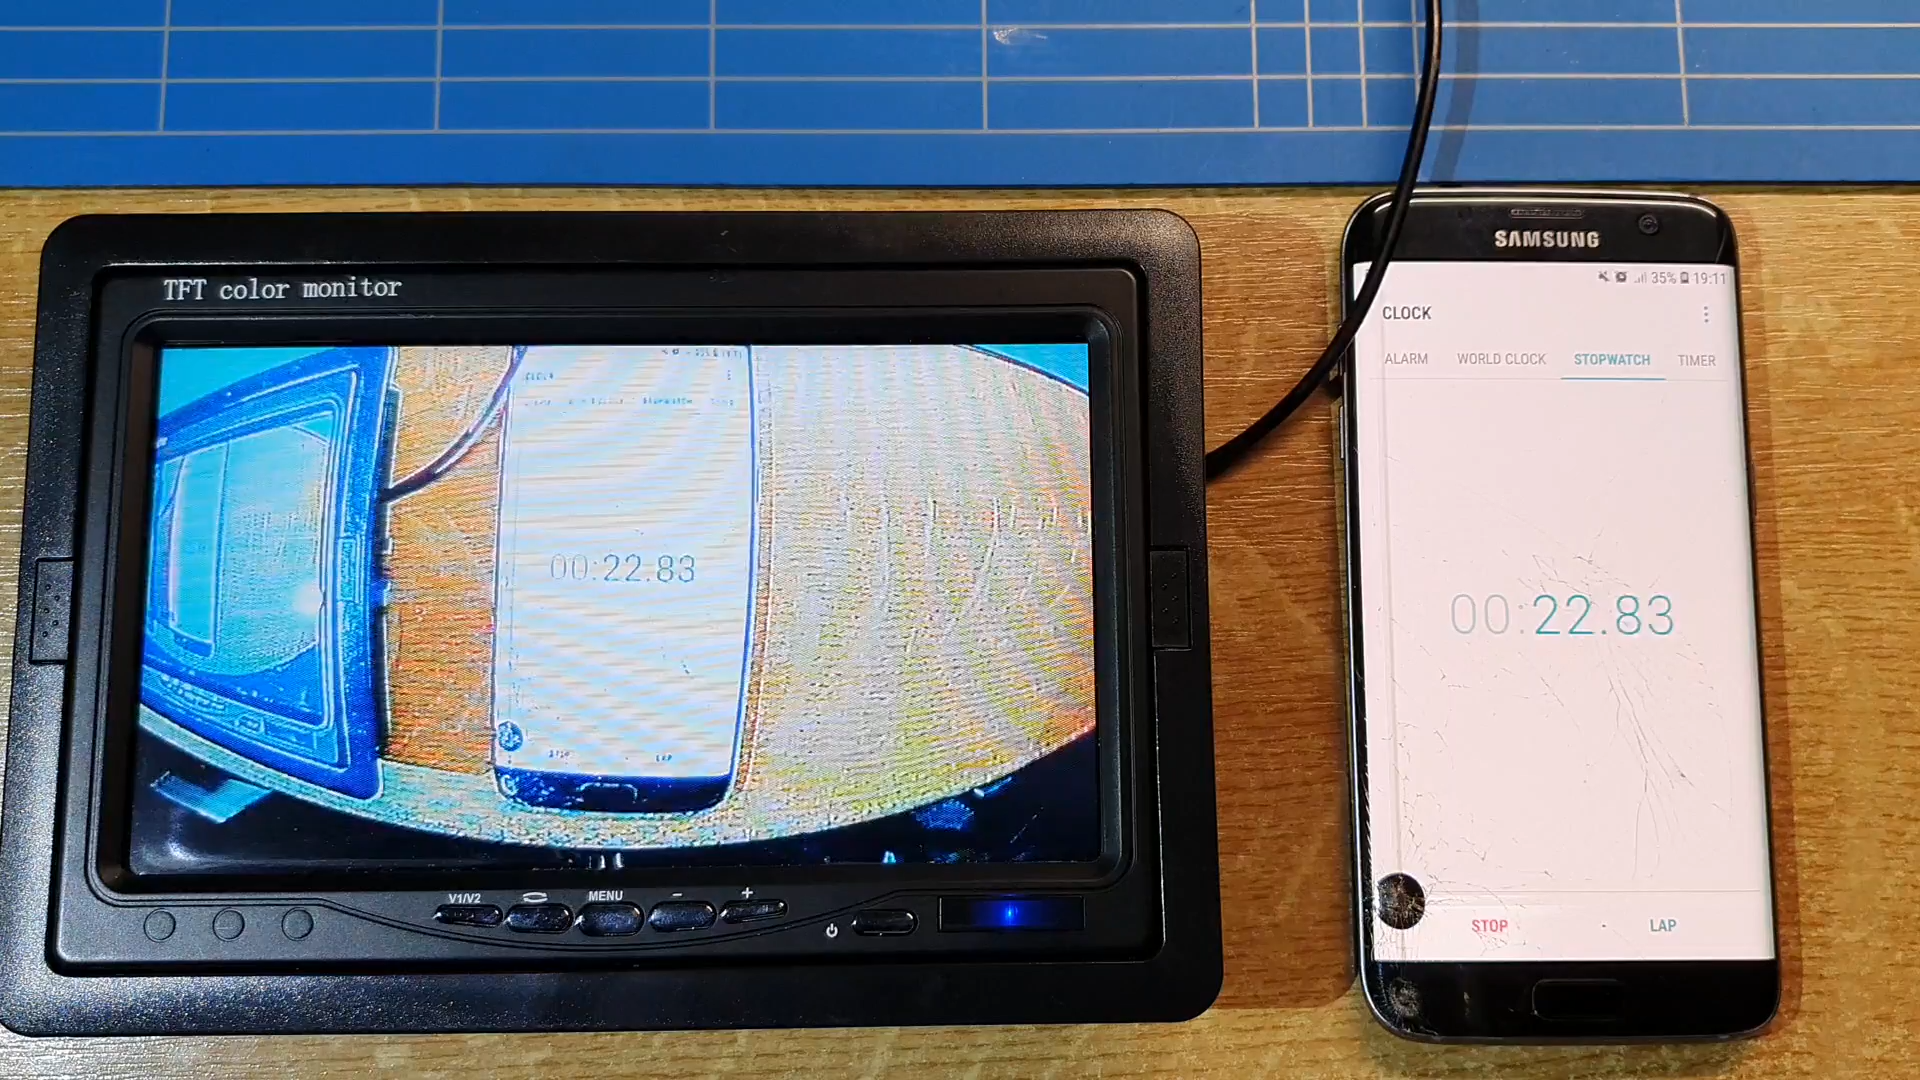 TFT color monitor
00:22.83
V1/V2
MENU
- +
SAMSUNG
35% 19:11
CLOCK
ALARM WORLD CLOCK STOPWATCH TIMER
00:22.83
STOP LAP